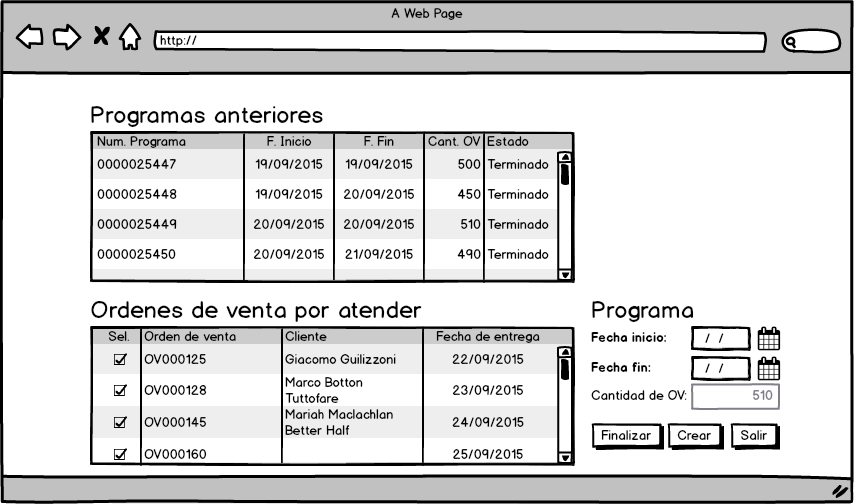 A Web Page
http://
Programas anteriores
Num. Programa F. Inicio F. Fin Cant. OV Estado
0000025447 19/09/2015 19/09/2015 500 Terminado
0000025448 19/09/2015 20/09/2015 450 Terminado
0000025449 20/09/2015 20/09/2015 510 Terminado
0000025450 20/09/2015 21/09/2015 490 Terminado
Ordenes de venta por atender
Sel. Orden de venta Cliente Fecha de entrega
OV000125 Giacomo Guilizzoni 22/09/2015
OV000128 Marco Botton Tuttofare 23/09/2015
OV000145 Mariah Maclachlan Better Half 24/09/2015
OV000160 25/09/2015
Programa
Fecha inicio: / /
Fecha fin: / /
Cantidad de OV: 510
Finalizar Crear Salir